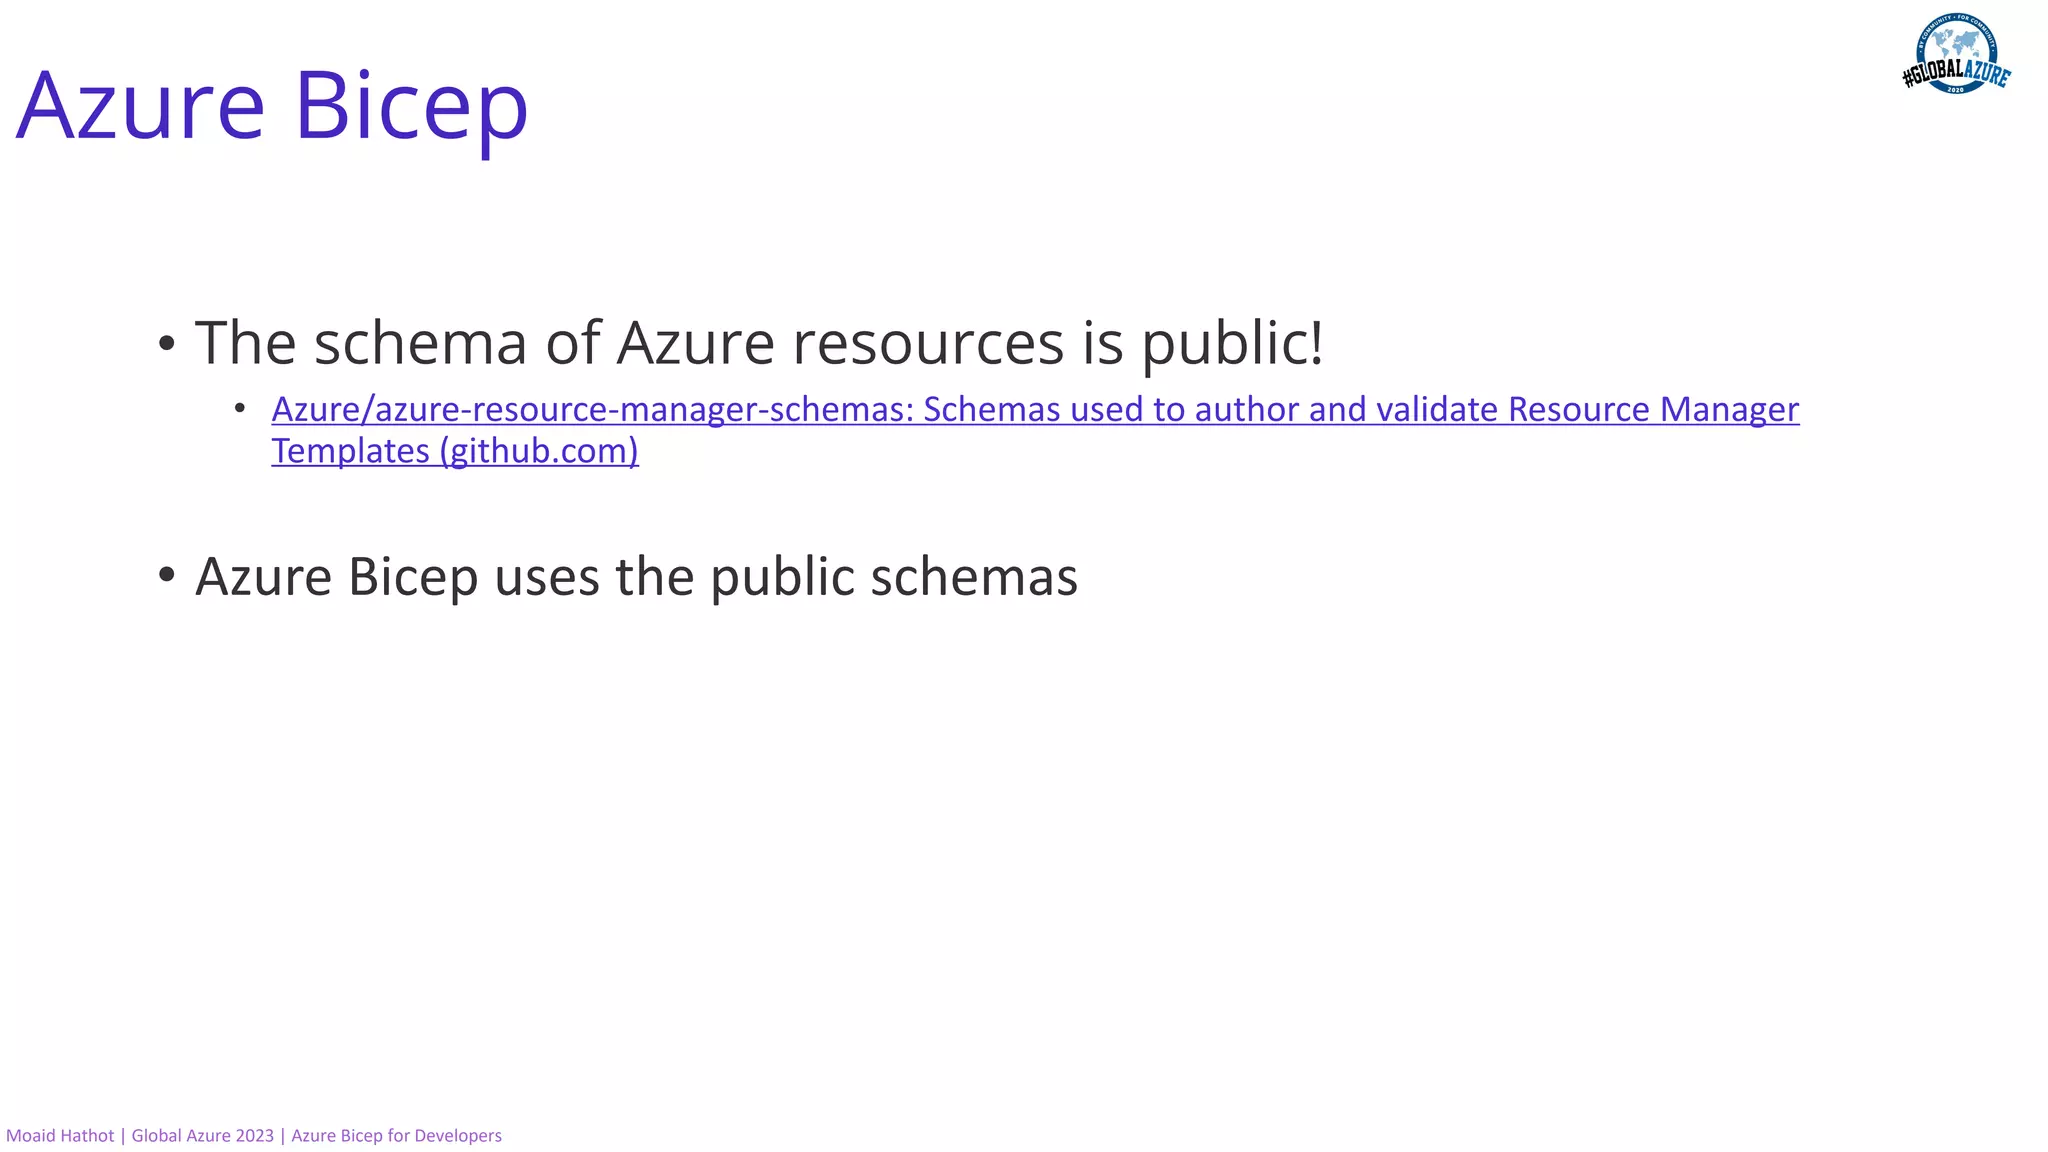 Azure Bicep
• BY COMMUNITY • FOR COMMUNITY •
#GLOBALAZURE
2020
• The schema of Azure resources is public!
• Azure/azure-resource-manager-schemas: Schemas used to author and validate Resource Manager
Templates (github.com)
• Azure Bicep uses the public schemas
Moaid Hathot | Global Azure 2023 | Azure Bicep for Developers